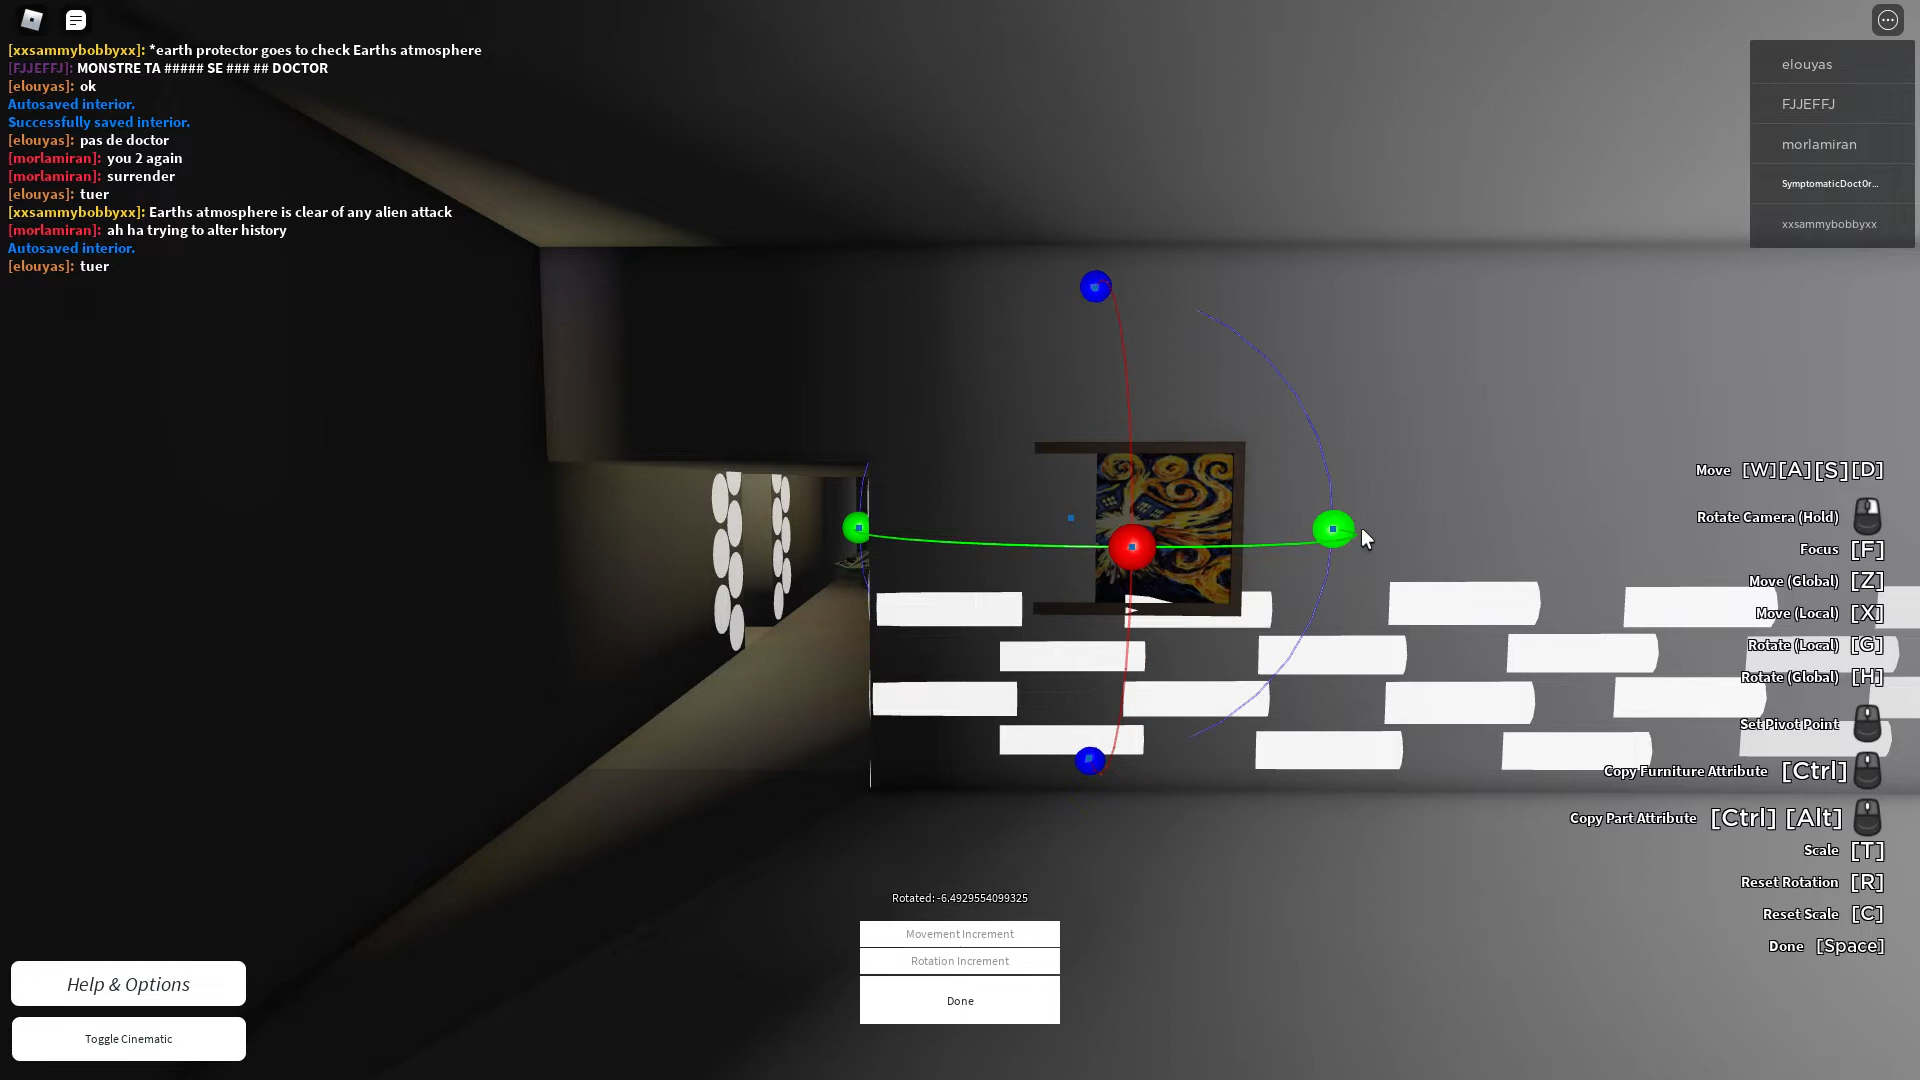 [xxsammybobbyxx]: *earth protector goes to check Earths atmosphere
[FJJEFFJ]: MONSTRE TA ##### SE ### ## DOCTOR
[elouyas]: ok
Autosaved interior.
Successfully saved interior.
[elouyas]: pas de doctor
[morlamiran]: you 2 again
[morlamiran]: surrender
[elouyas]: tuer
[xxsammybobbyxx]: Earths atmosphere is clear of any alien attack
[morlamiran]: ah ha trying to alter history
Autosaved interior.
[elouyas]: tuer
elouyas
FJJEFFJ
morlamiran
SymptomaticDoct0r...
xxsammybobbyxx
Move [W][A][S][D]
Rotate Camera (Hold)
Focus [F]
Move (Global) [Z]
Move (Local) [X]
Rotate (Local) [G]
Rotate (Global) [H]
Set Pivot Point
Copy Furniture Attribute [Ctrl]
Copy Part Attribute [Ctrl] [Alt]
Scale [T]
Reset Rotation [R]
Reset Scale [C]
Done [Space]
Rotated: -6.4929554099325
Movement Increment
Rotation Increment
Done
Help & Options
Toggle Cinematic